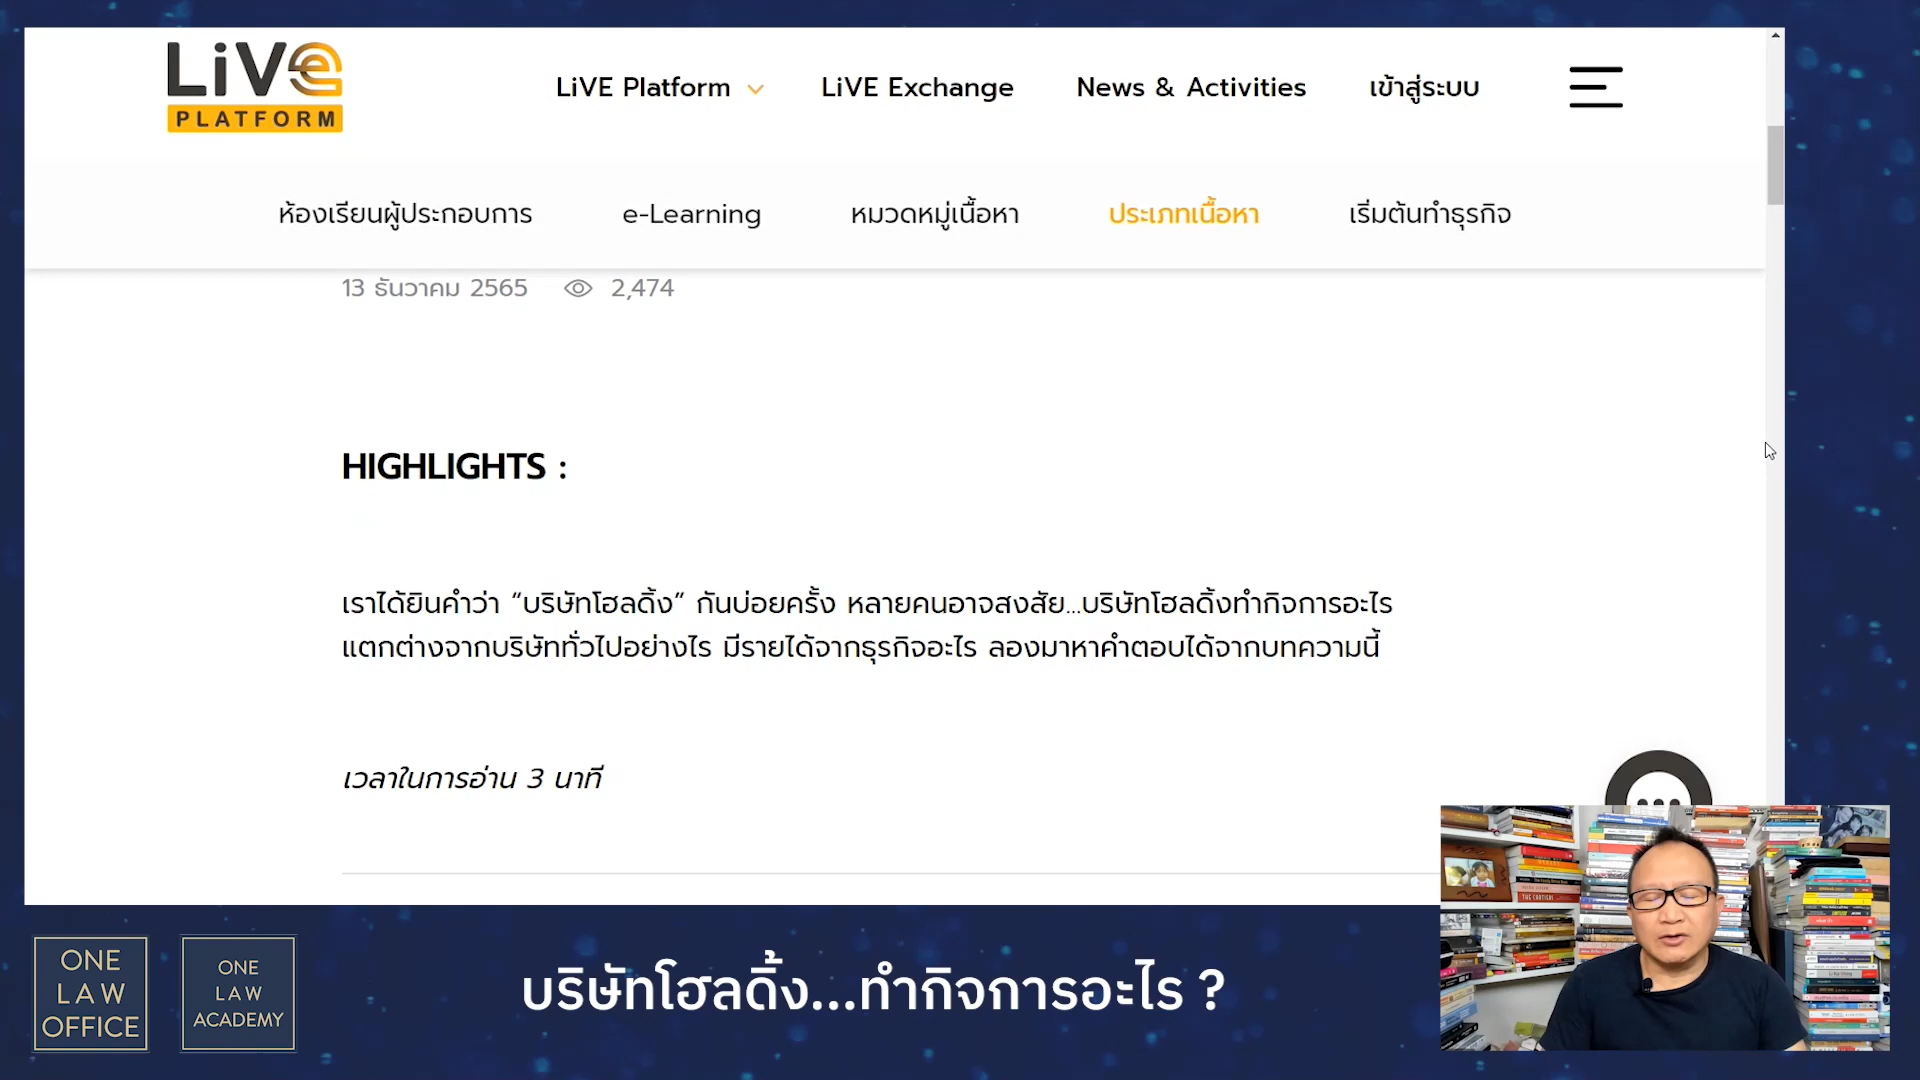 LiVE
PLATFORM
LiVE Platform
LiVE Exchange
News & Activities
เข้าสู่ระบบ
ห้องเรียนผู้ประกอบการ
e-Learning
หมวดหมู่เนื้อหา
ประเภทเนื้อหา
เริ่มต้นทำธุรกิจ
13 ธันวาคม 2565
2,474
HIGHLIGHTS :
เราได้ยินคำว่า “บริษัทโฮลดิ้ง” กันบ่อยครั้ง หลายคนอาจสงสัย...บริษัทโฮลดิ้งทำกิจการอะไร
แตกต่างจากบริษัททั่วไปอย่างไร มีรายได้จากธุรกิจอะไร ลองมาหาคำตอบได้จากบทความนี้
เวลาในการอ่าน 3 นาที
ONE
LAW
OFFICE
ONE
LAW
ACADEMY
บริษัทโฮลดิ้ง...ทำกิจการอะไร ?